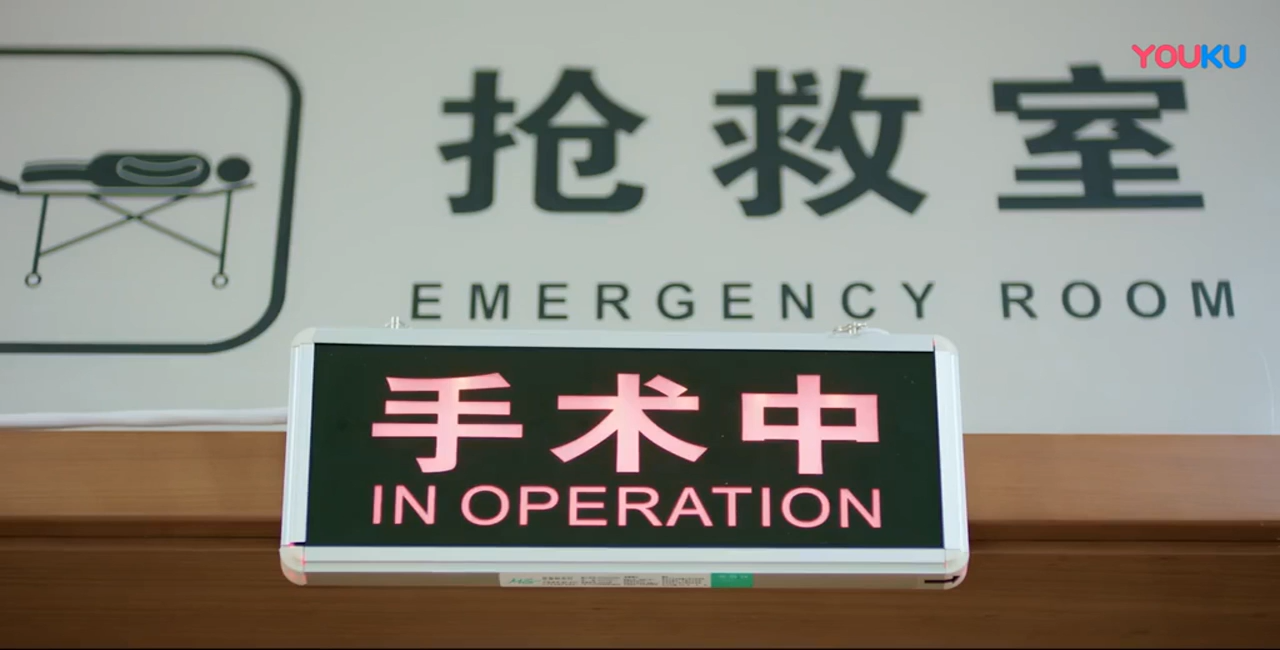 YOUKU
抢救室
EMERGENCY ROOM
手术中
IN OPERATION